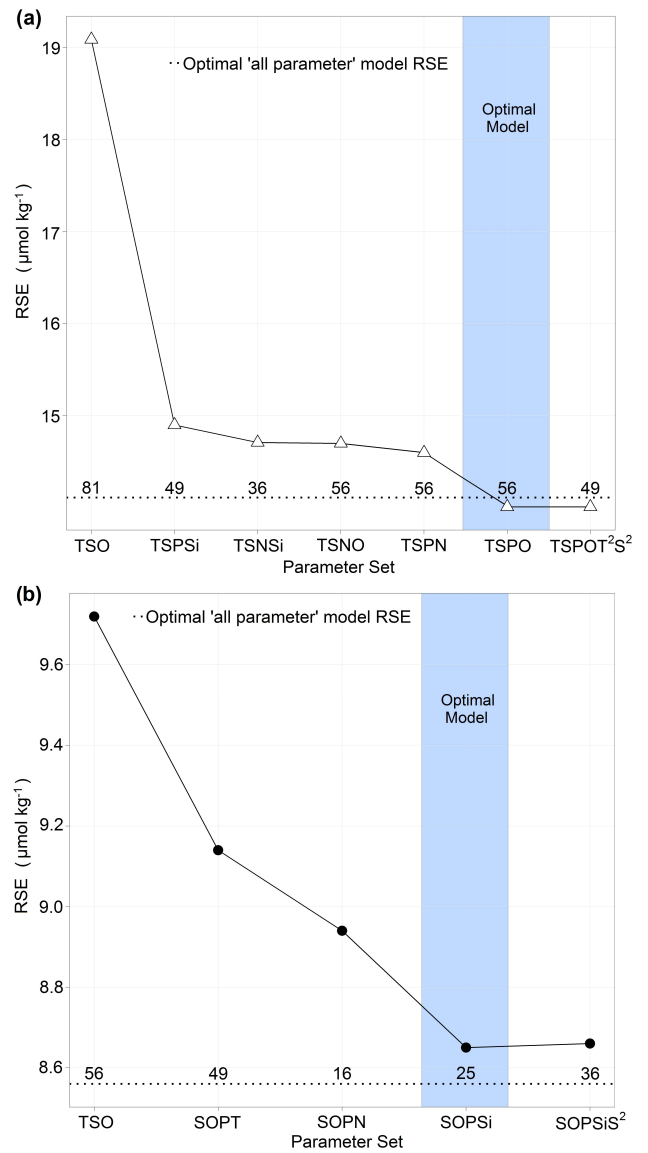 (a)
··Optimal 'all parameter' model RSE
Optimal
Model
RSE ( µmol kg⁻¹ )
19
18
17
16
15
81 49 36 56 56 56 49
TSO TSPSi TSNSi TSNO TSPN TSPO TSPOT²S²
Parameter Set
(b)
··Optimal 'all parameter' model RSE
Optimal
Model
RSE ( µmol kg⁻¹ )
9.6
9.4
9.2
9.0
8.8
8.6
56 49 16 25 36
TSO SOPT SOPN SOPSi SOPSiS²
Parameter Set